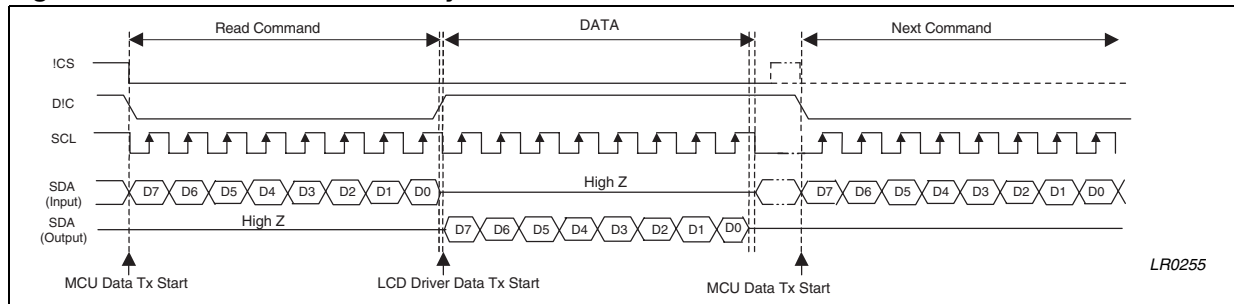 Read Command DATA Next Command
!CS
D!C
SCL
SDA (Input) D7 D6 D5 D4 D3 D2 D1 D0 High Z D7 D6 D5 D4 D3 D2 D1 D0
SDA (Output) High Z D7 D6 D5 D4 D3 D2 D1 D0
MCU Data Tx Start LCD Driver Data Tx Start MCU Data Tx Start
LR0255